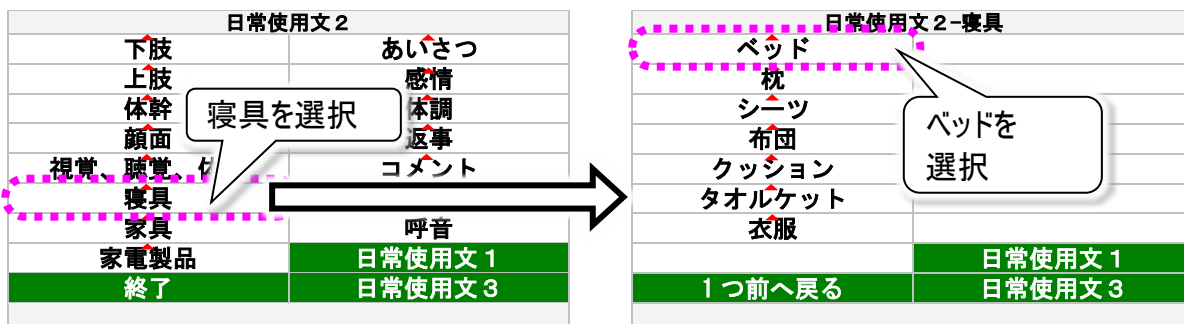 日常使用文２
下肢 あいさつ
上肢 感情
体幹 体調
顔面 返事
視覚、聴覚、 コメント
寝具
家具 呼音
家電製品 日常使用文１
終了 日常使用文３
寝具を選択
日常使用文２-寝具
ベッド
枕
シーツ
布団
クッション
タオルケット
衣服
日常使用文１
１つ前へ戻る 日常使用文３
ベッドを
選択